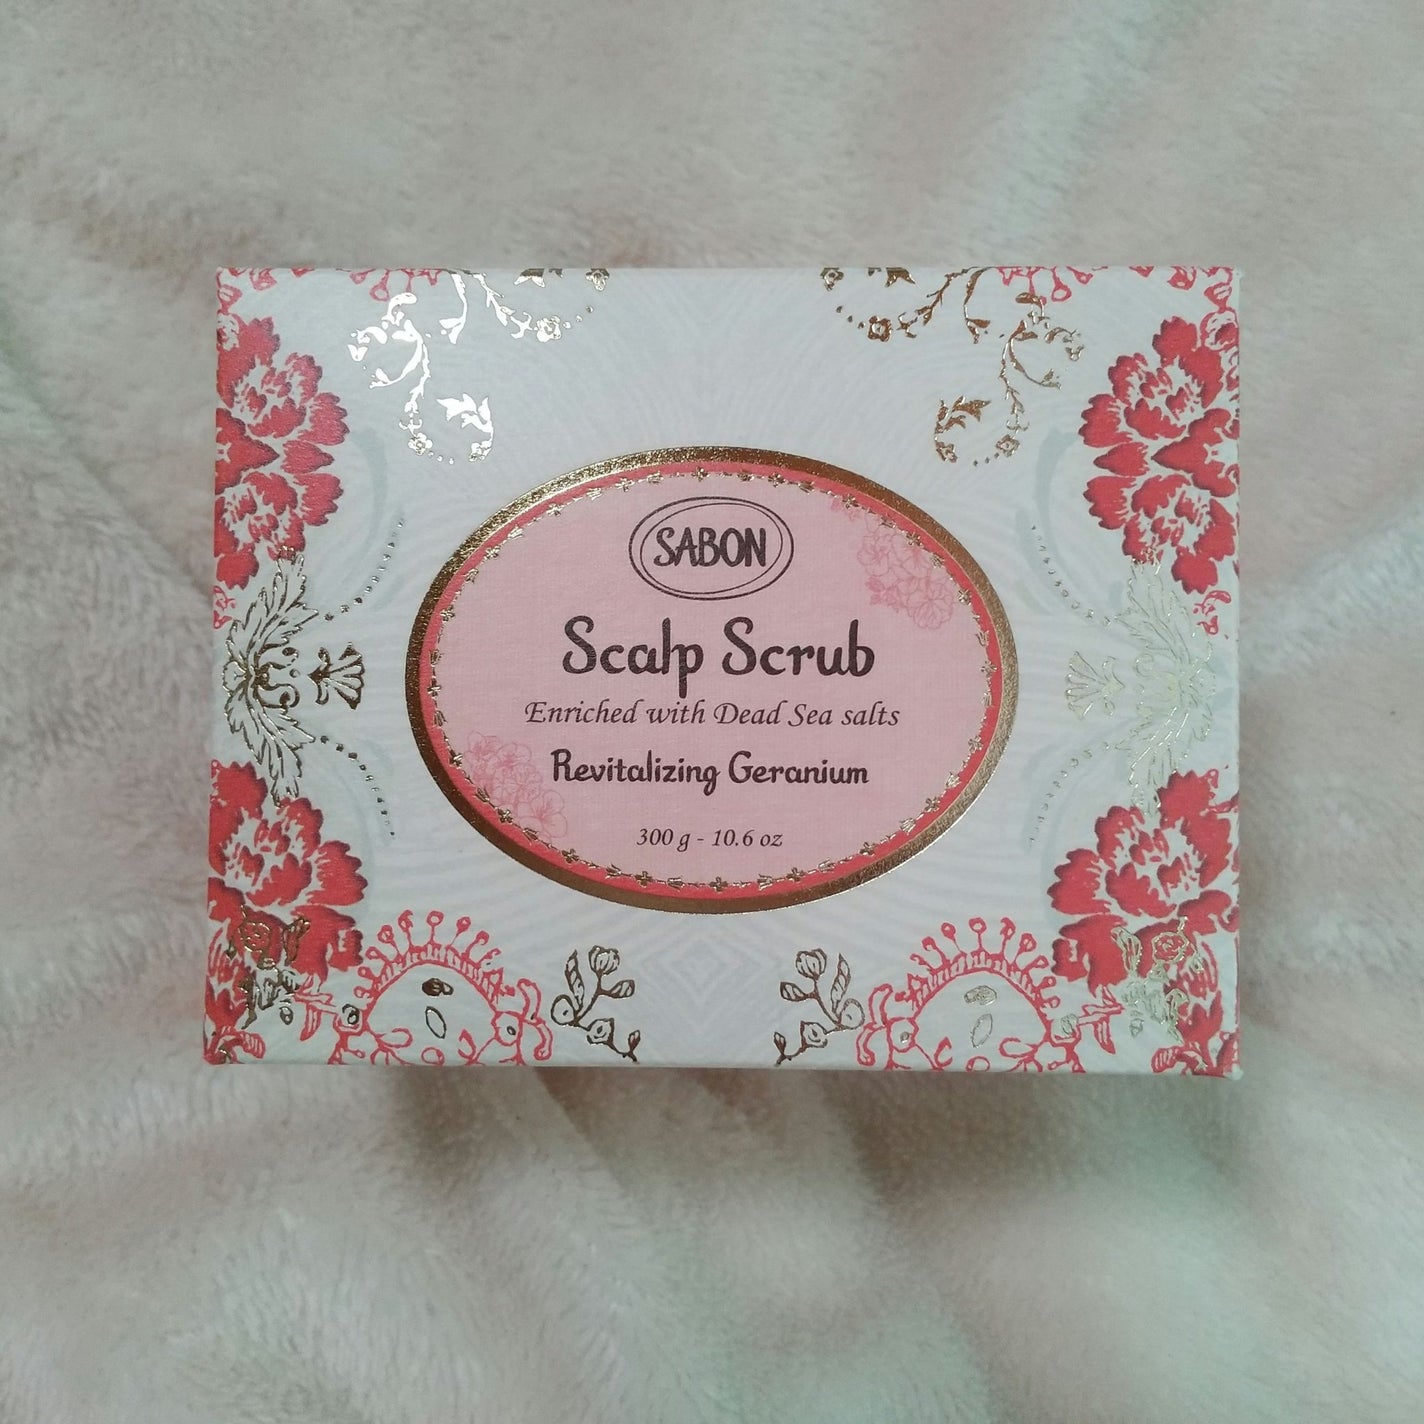 SABON
Scalp Scrub
Enriched with Dead Sea salts
Revitalizing Geranium
300 g - 10.6 oz